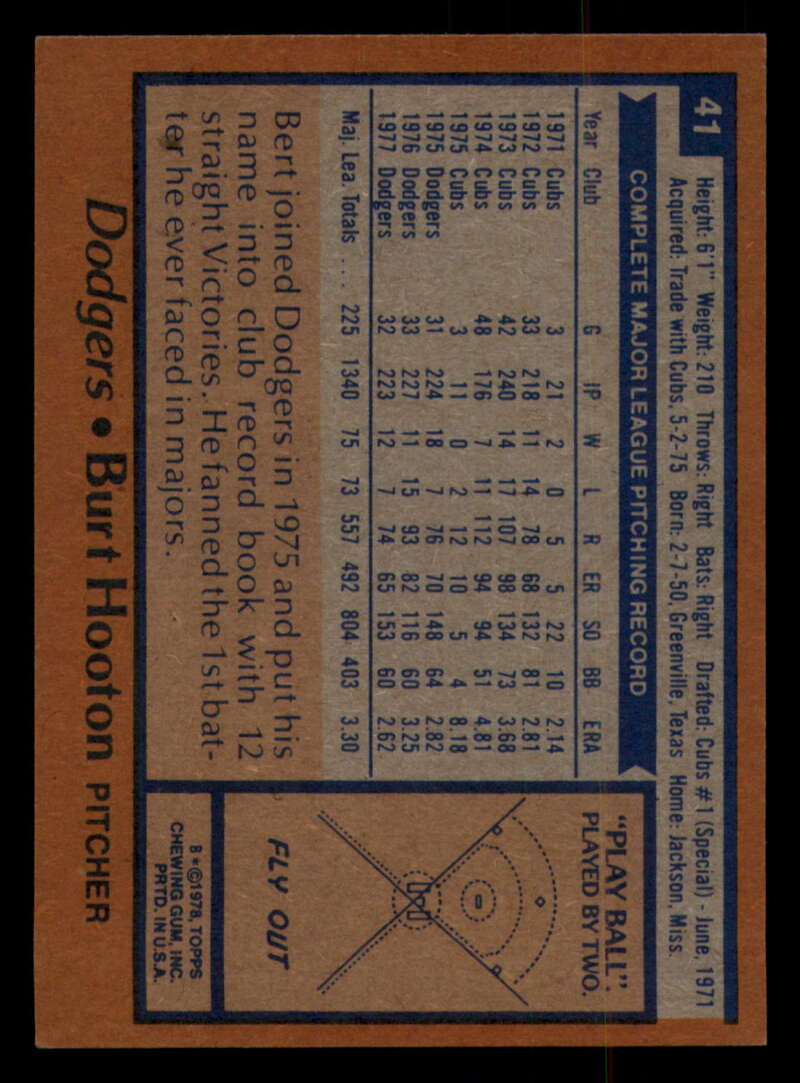 41
Height: 6'1" Weight: 210 Throws: Right Bats: Right Drafted: Cubs #1 (Special) - June, 1971
Acquired: Trade with Cubs, 5-2-75 Born: 2-7-50, Greenville, Texas Home: Jackson, Miss.
COMPLETE MAJOR LEAGUE PITCHING RECORD
Year Club G IP W L R ER SO BB ERA
1971 Cubs 3 21 2 0 5 5 22 10 2.14
1972 Cubs 33 218 11 14 78 68 132 81 2.81
1973 Cubs 42 240 14 17 107 98 134 73 3.68
1974 Cubs 48 176 7 11 112 94 94 51 4.81
1975 Cubs 3 11 0 2 12 10 5 4 8.18
1975 Dodgers 31 224 18 7 76 70 148 64 2.82
1976 Dodgers 33 227 11 15 93 82 116 60 3.25
1977 Dodgers 32 223 12 7 74 65 153 60 2.62
Maj. Lea. Totals ... 225 1340 75 73 557 492 804 403 3.30
Bert joined Dodgers in 1975 and put his
name into club record book with 12
straight Victories. He fanned the 1st bat-
ter he ever faced in majors.
"PLAY BALL".
PLAYED BY TWO.
FLY OUT
B*©1978, TOPPS
CHEWING GUM, INC.
PRTD. IN U.S.A.
Dodgers • Burt Hooton PITCHER